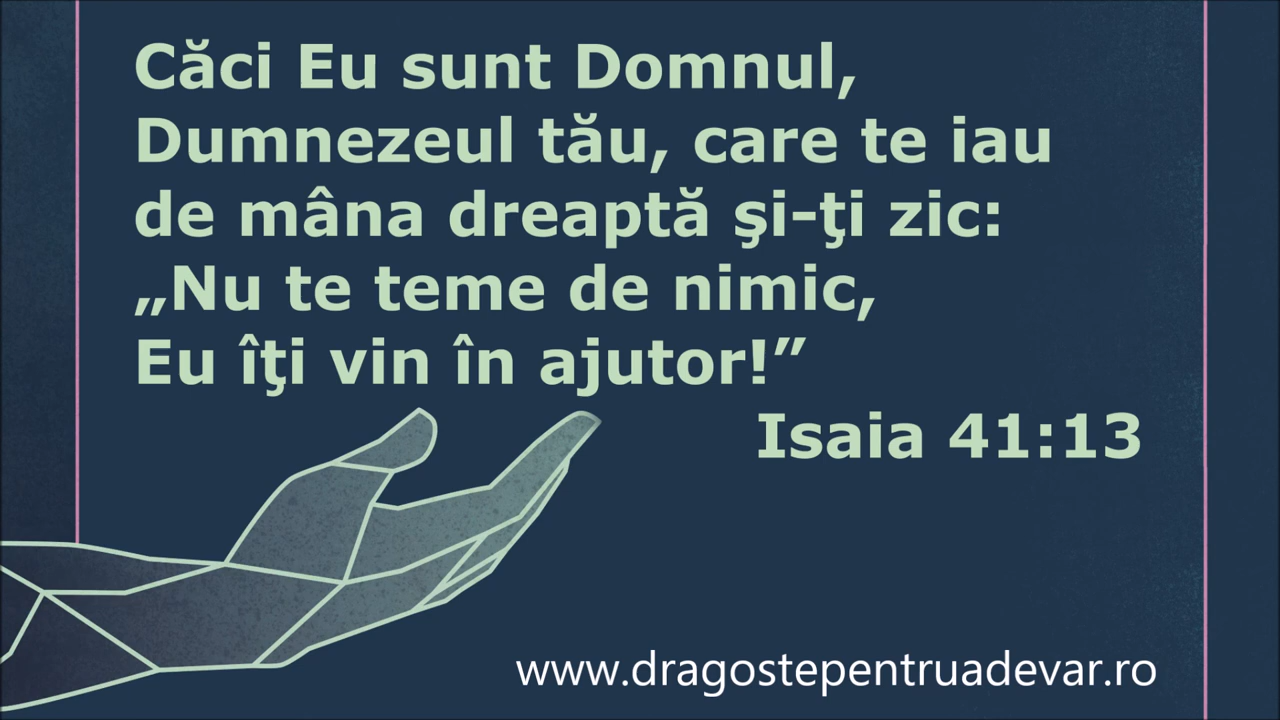 Căci Eu sunt Domnul,
Dumnezeul tău, care te iau
de mâna dreaptă şi-ţi zic:
„Nu te teme de nimic,
Eu îţi vin în ajutor!”
Isaia 41:13
www.dragostepentruadevar.ro